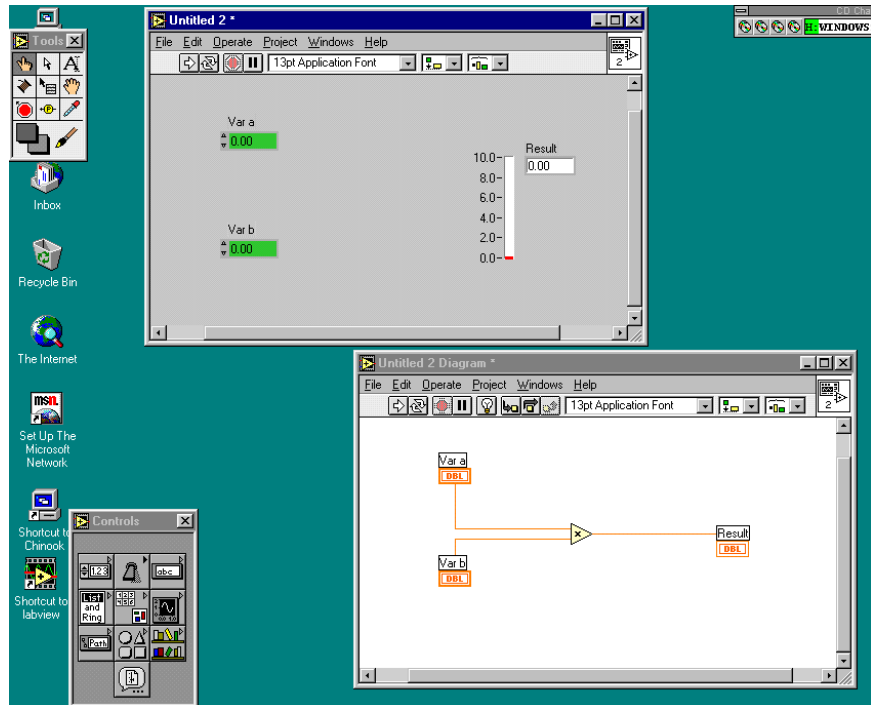 CD Cha
H: WINDOWS
Tools
A
P
Inbox
Recycle Bin
The Internet
msn.
Set Up The
Microsoft
Network
Shortcut to
Chinook
Shortcut to
labview
Untitled 2 *
File Edit Operate Project Windows Help
13pt Application Font
2
Var a
0.00
Var b
0.00
Result
0.00
10.0
8.0
6.0
4.0
2.0
0.0
Untitled 2 Diagram *
File Edit Operate Project Windows Help
13pt Application Font
2
Var a
DBL
Var b
DBL
x
Result
DBL
Controls
1.23
abc
List
and
Ring
Path